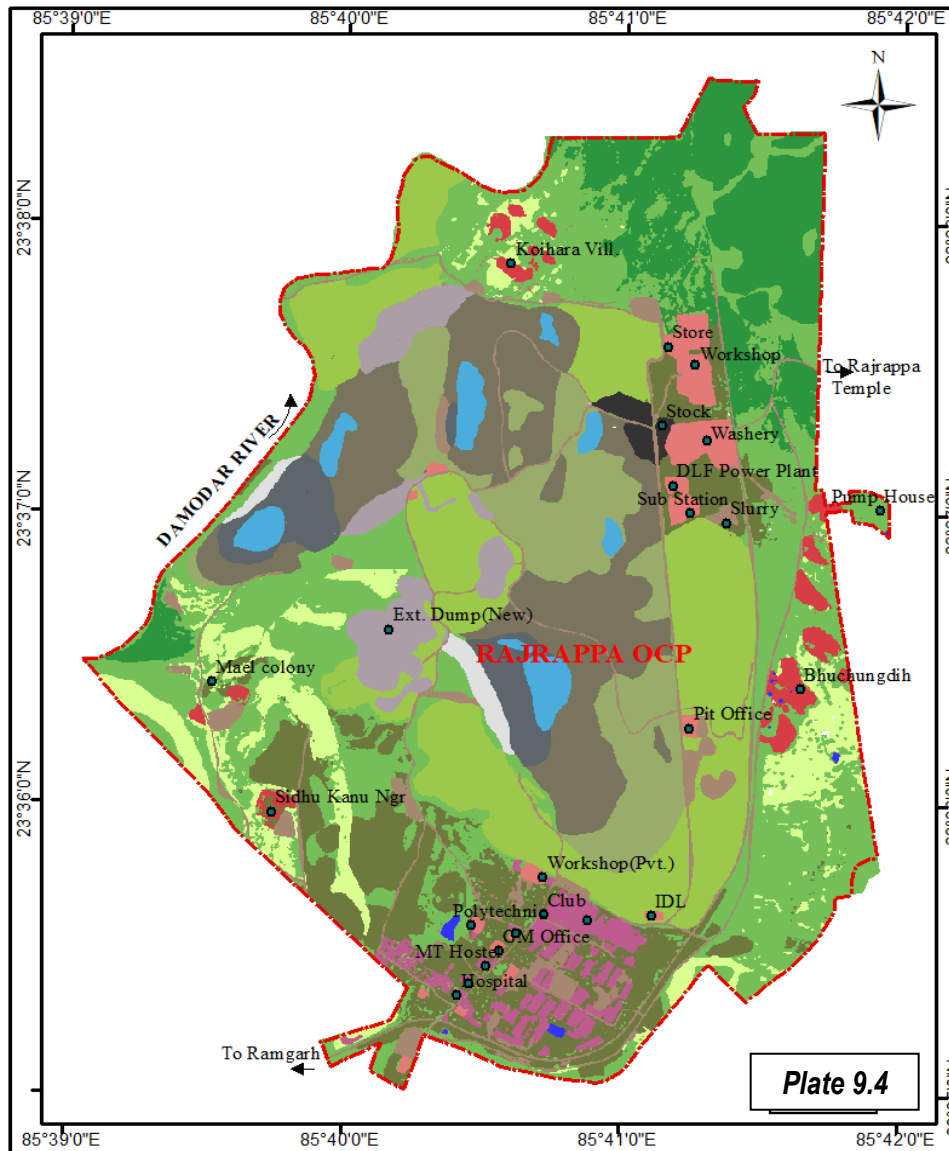 85°39'0"E 85°40'0"E 85°41'0"E 85°42'0"E
N
23°38'0"N
Koihara Vill.
Store
Workshop
To Rajrappa
Temple
Stock
Washery
DAMODAR RIVER
DLF Power Plant
Sub Station
Slurry
Pump House
23°37'0"N
Ext. Dump(New)
RAJRAPPA OCP
Mael colony
Bhuchungdih
Pit Office
23°36'0"N
Sidhu Kanu Ngr
Workshop(Pvt.)
Club
IDL
Polytechni
GM Office
MT Hostel
Hospital
To Ramgarh
Plate 9.4
85°39'0"E 85°40'0"E 85°41'0"E 85°42'0"E